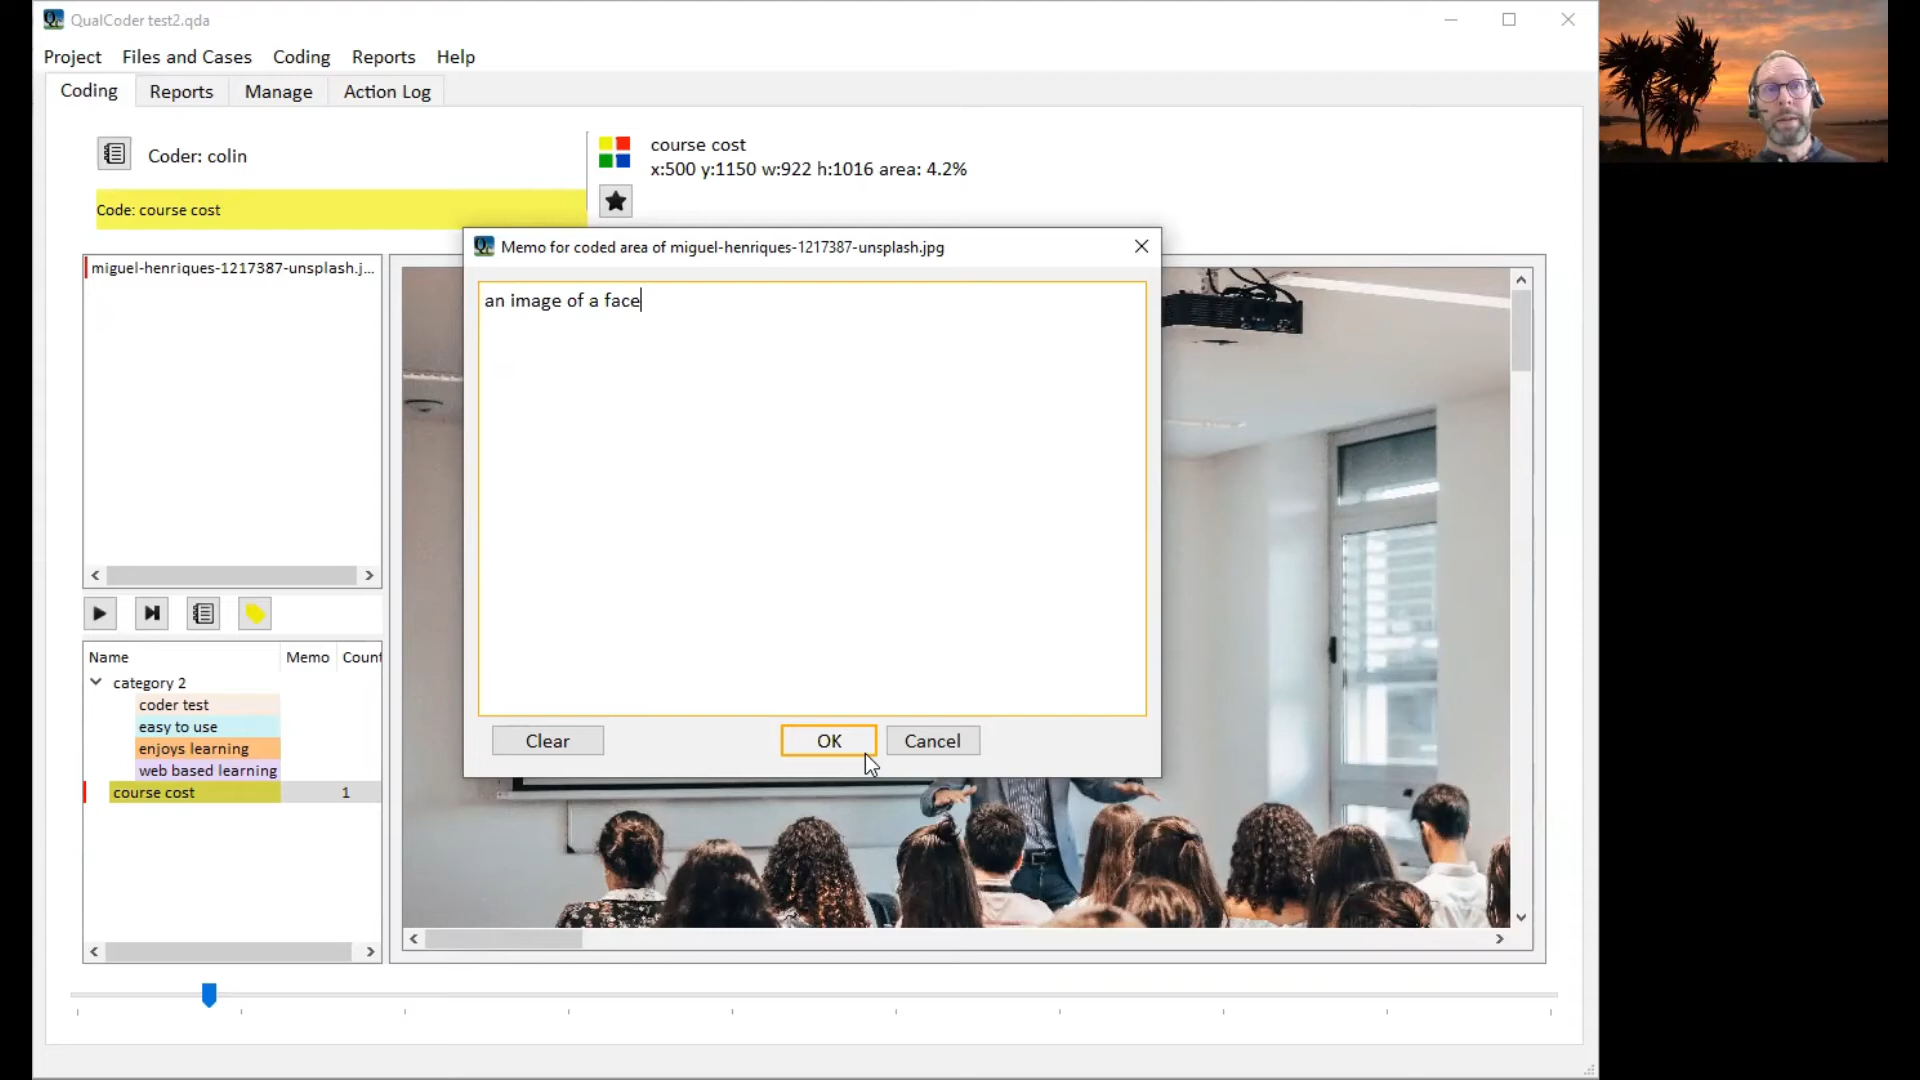 QualCoder test2.qda
Project Files and Cases Coding Reports Help
Coding Reports Manage Action Log
Coder: colin
course cost
x:500 y:1150 w:922 h:1016 area: 4.2%
Code: course cost
Memo for coded area of miguel-henriques-1217387-unsplash.jpg
miguel-henriques-1217387-unsplash.j...
an image of a face
Clear OK Cancel
Name Memo Count
category 2
coder test
easy to use
enjoys learning
web based learning
course cost 1